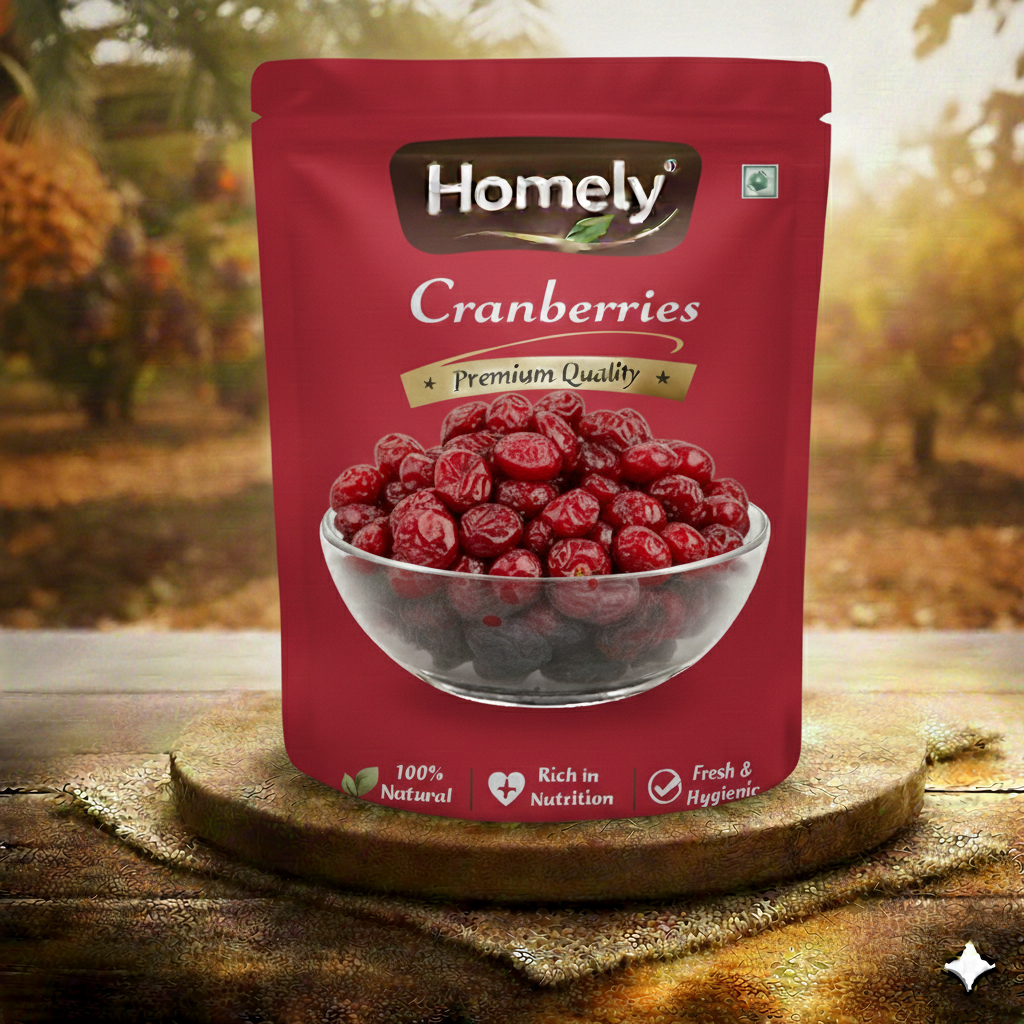 Homely
Cranberries
Premium Quality
100%
Natural
Rich in
Nutrition
Fresh &
Hygienic